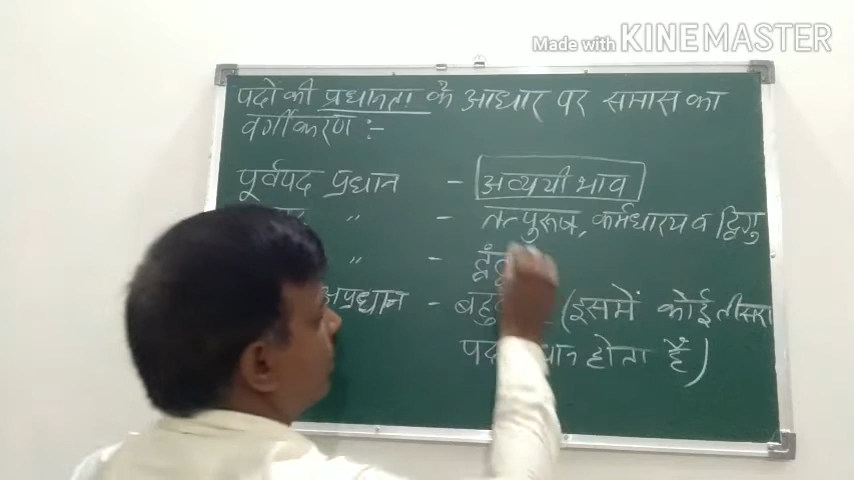 Made with KINEMASTER
पदों की प्रधानता के आधार पर समास का
वर्गीकरण :-
पूर्वपद प्रधान - अव्ययीभाव
" - तत्पुरूष, कर्मधारय व द्विगु
" -
अप्रधान - (इसमें कोई तीसरा
होता है)